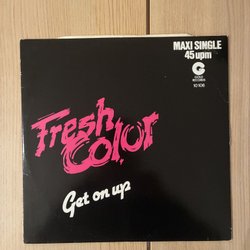 MAXI SINGLE
45 upm
G
Fresh
Color
Get on up